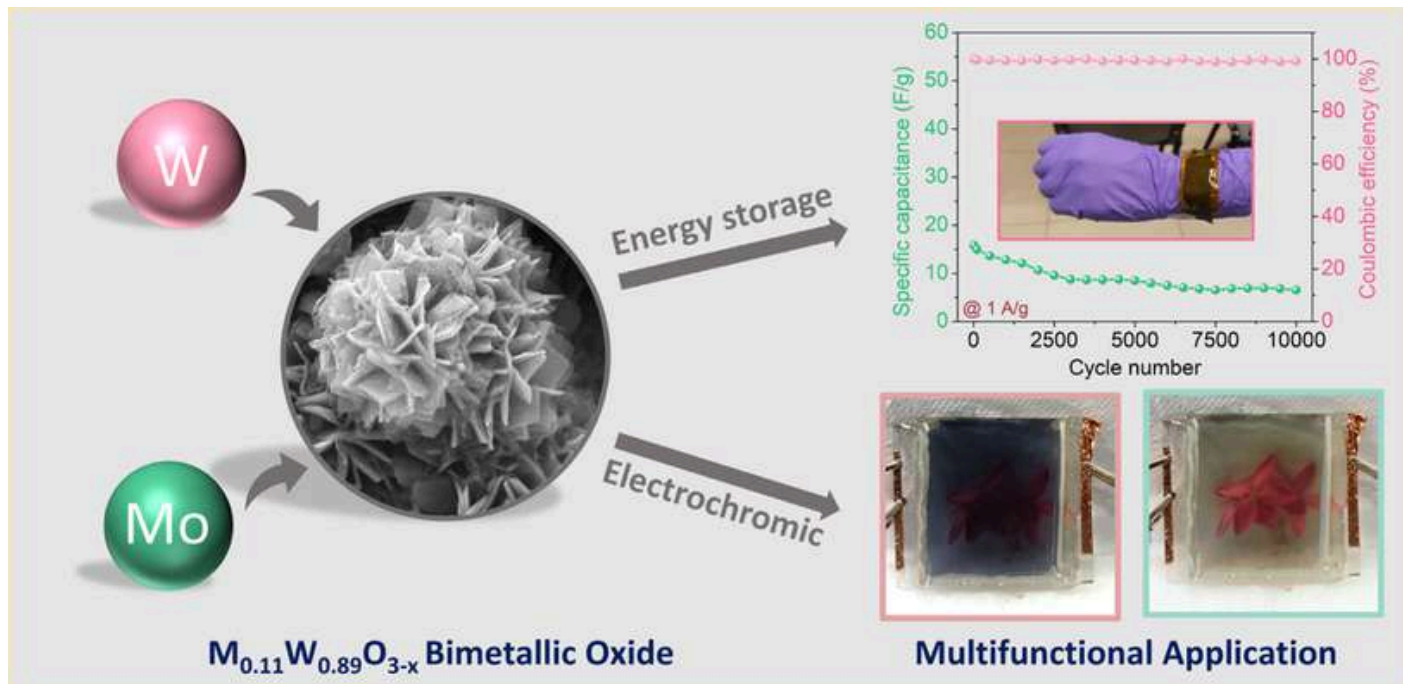 W
Mo
M₀.₁₁W₀.₈₉O₃₋ₓ Bimetallic Oxide
Energy storage
Electrochromic
60
50
40
30
20
10
0
Specific capacitance (F/g)
100
80
60
40
20
0
Coulombic efficiency (%)
@ 1 A/g
0 2500 5000 7500 10000
Cycle number
Multifunctional Application